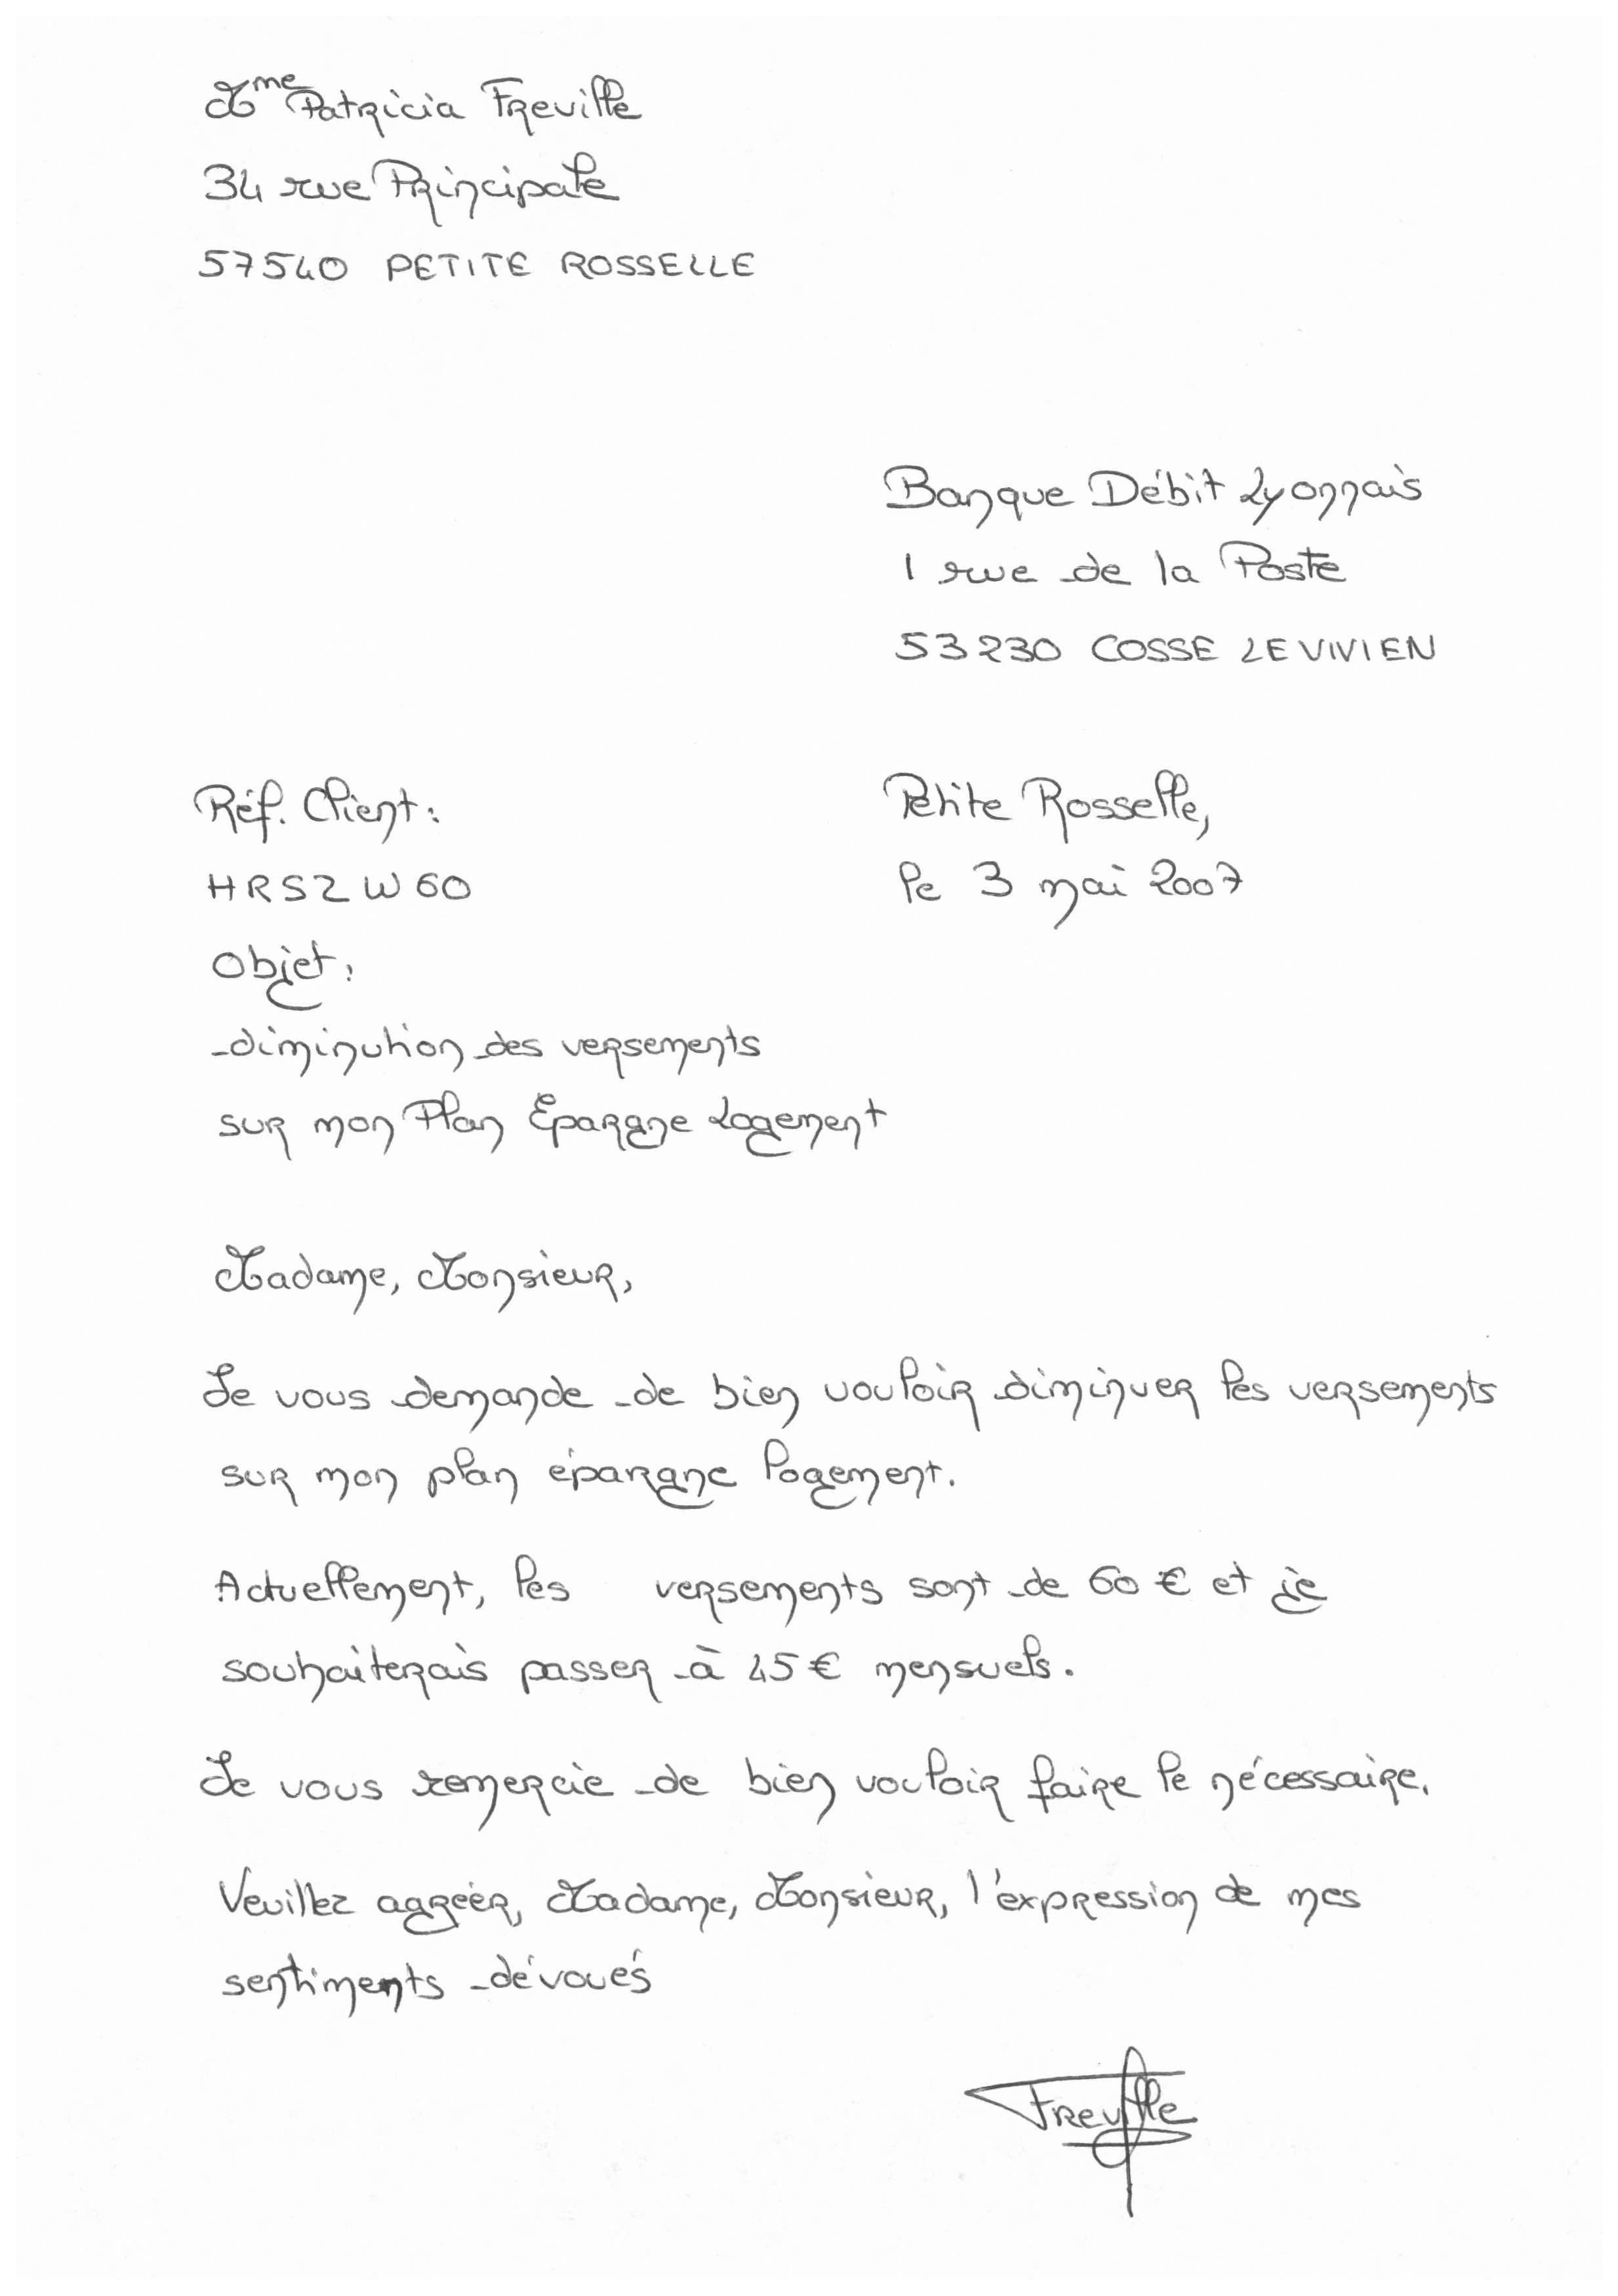 Mme Patricia Freville
34 rue Principale
57540 PETITE ROSSELLE
Banque Débit Lyonnais
1 rue de la Poste
53230 COSSE LE VIVIEN
Réf. Client :
HRSZW60
Petite Rosselle,
le 3 mai 2007
Objet :
diminution des versements
sur mon Plan Épargne Logement
Madame, Monsieur,
Je vous demande de bien vouloir diminuer les versements
sur mon plan épargne logement.
Actuellement, les versements sont de 60 € et je
souhaiterais passer à 45 € mensuels.
Je vous remercie de bien vouloir faire le nécessaire.
Veuillez agréer, Madame, Monsieur, l'expression de mes
sentiments dévoués
Freville